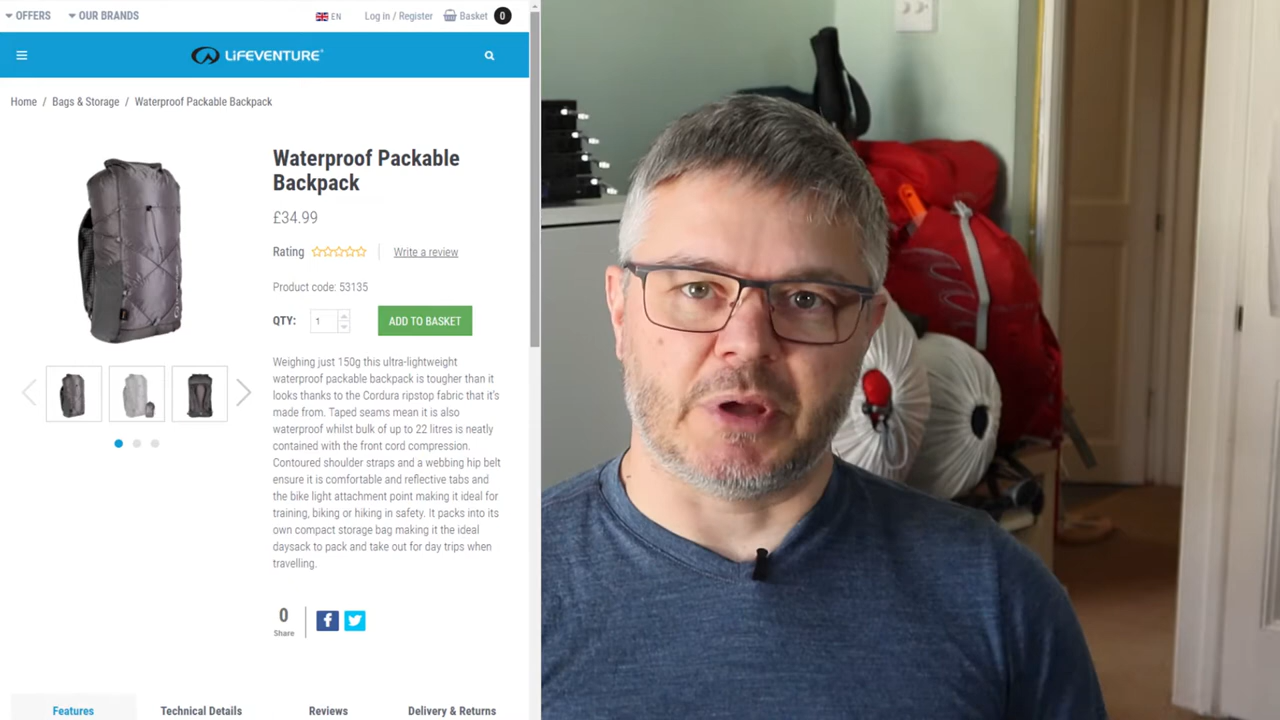 OFFERS OUR BRANDS EN Log in / Register Basket 0
LiFEVENTURE®
Home / Bags & Storage / Waterproof Packable Backpack
Waterproof Packable
Backpack
£34.99
Rating Write a review
Product code: 53135
QTY: 1 ADD TO BASKET
Weighing just 150g this ultra-lightweight
waterproof packable backpack is tougher than it
looks thanks to the Cordura ripstop fabric that it's
made from. Taped seams mean it is also
waterproof whilst bulk of up to 22 litres is neatly
contained with the front cord compression.
Contoured shoulder straps and a webbing hip belt
ensure it is comfortable and reflective tabs and
the bike light attachment point making it ideal for
training, biking or hiking in safety. It packs into its
own compact storage bag making it the ideal
daysack to pack and take out for day trips when
travelling.
0
Share
Features Technical Details Reviews Delivery & Returns